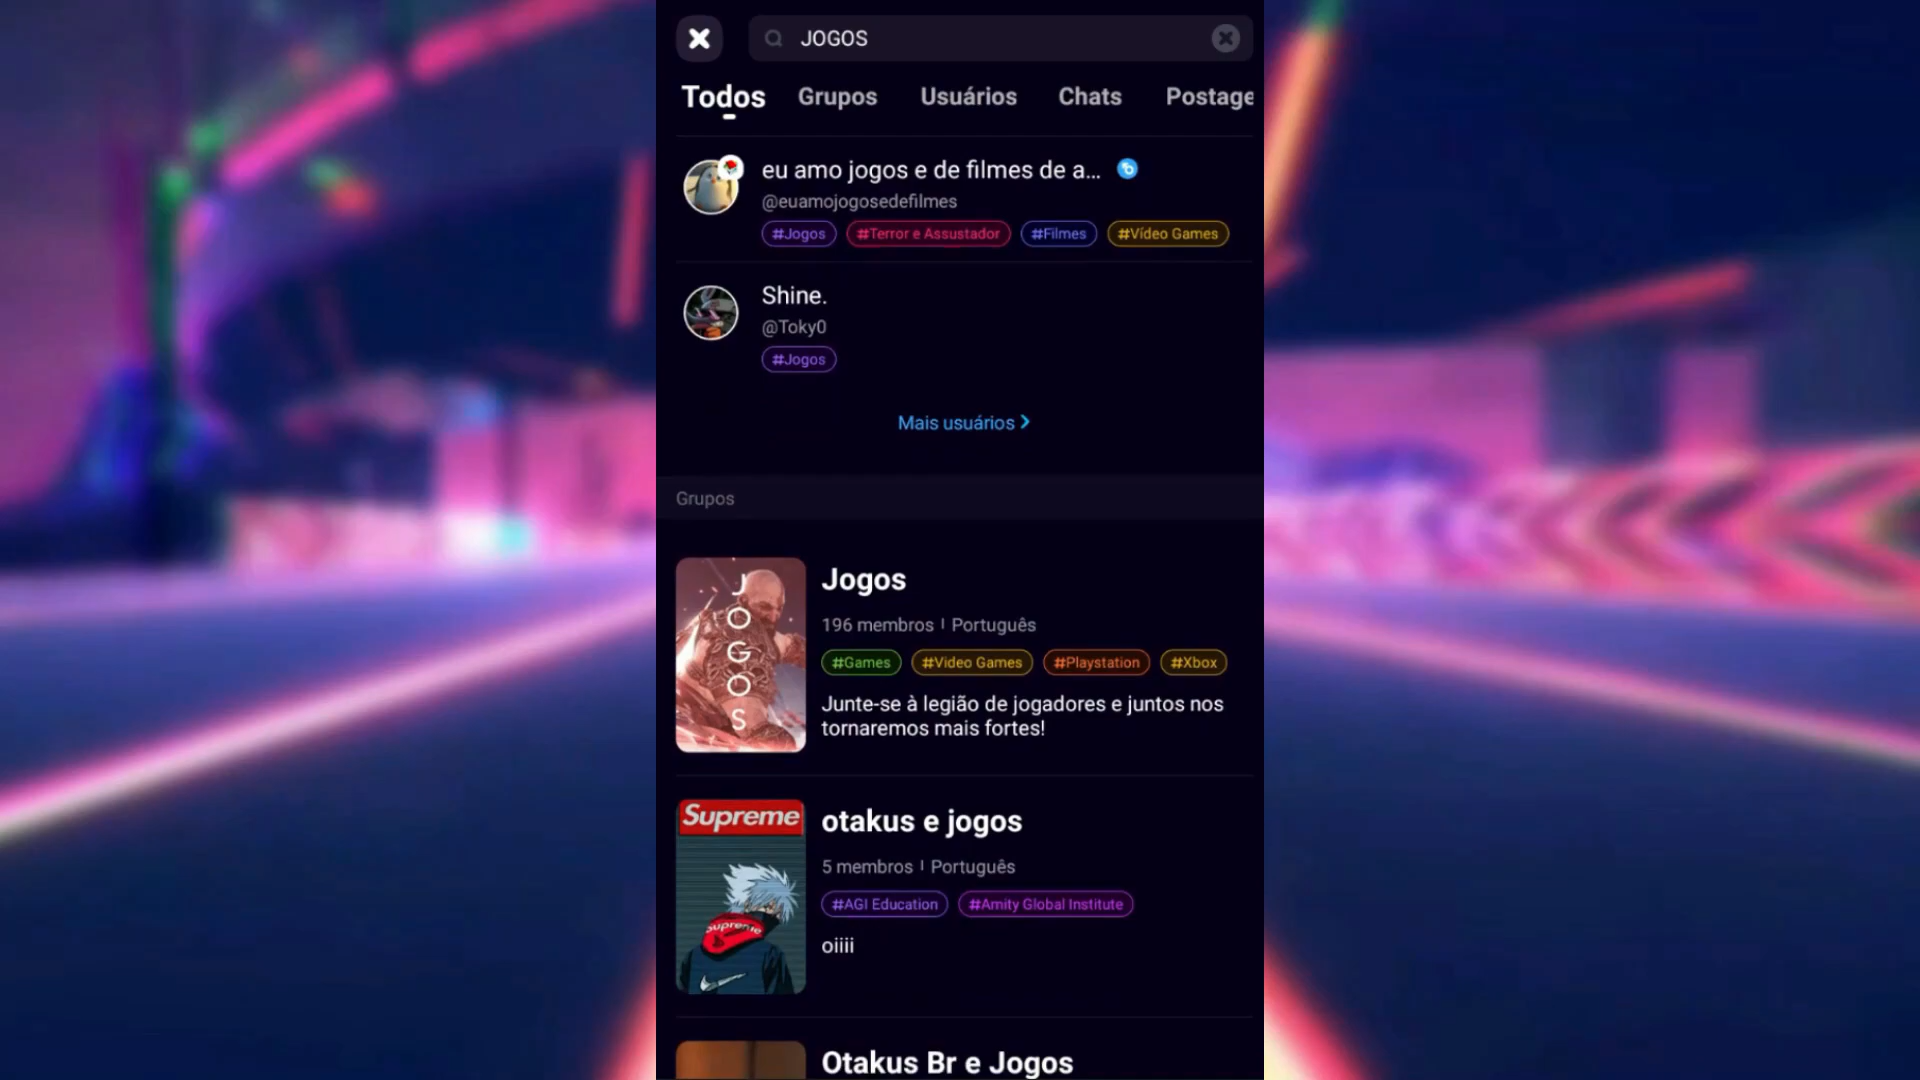 JOGOS
Todos Grupos Usuários Chats Postage
eu amo jogos e de filmes de a...
@euamojogosedefilmes
#Jogos #Terror e Assustador #Filmes #Vídeo Games
Shine.
@Toky0
#Jogos
Mais usuários
Grupos
JOGOS
Jogos
196 membros Português
#Games #Video Games #Playstation #Xbox
Junte-se à legião de jogadores e juntos nos
tornaremos mais fortes!
Supreme
otakus e jogos
5 membros Português
#AGI Education #Amity Global Institute
Supreme
oiiii
Otakus Br e Jogos